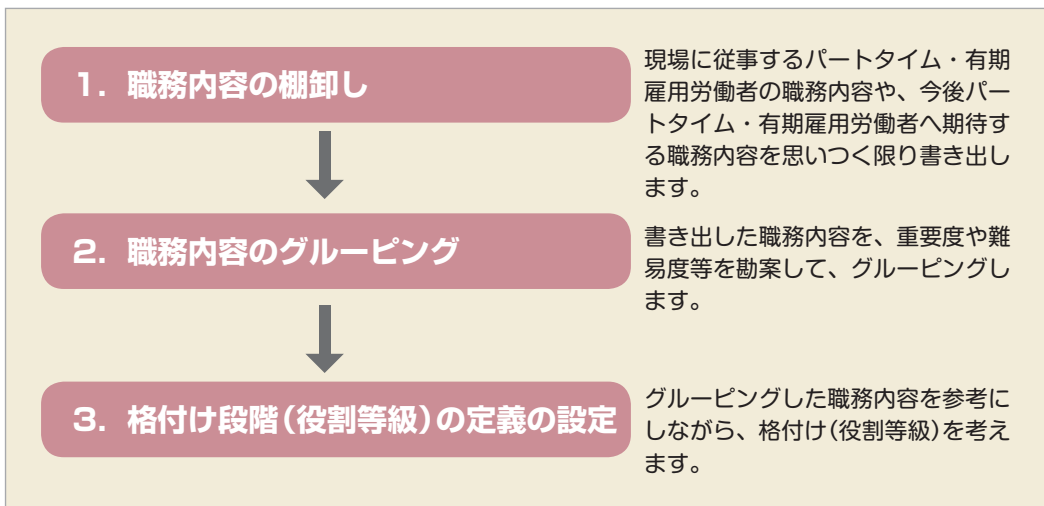 1．職務内容の棚卸し
現場に従事するパートタイム・有期
雇用労働者の職務内容や、今後パー
トタイム・有期雇用労働者へ期待す
る職務内容を思いつく限り書き出し
ます。
2．職務内容のグルーピング
書き出した職務内容を、重要度や難
易度等を勘案して、グルーピングし
ます。
3．格付け段階(役割等級)の定義の設定
グルーピングした職務内容を参考に
しながら、格付け(役割等級)を考え
ます。